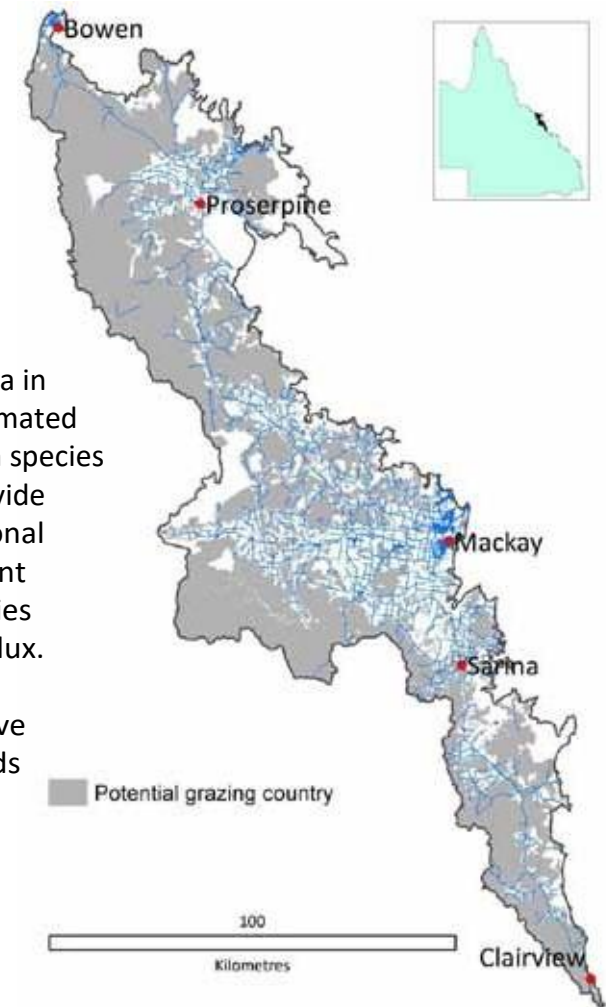 Bowen
Proserpine
a in
mated
species
vide
onal
nt
ies
lux.
ve
ds
Mackay
Sarina
Potential grazing country
100
Kilometres
Clairview